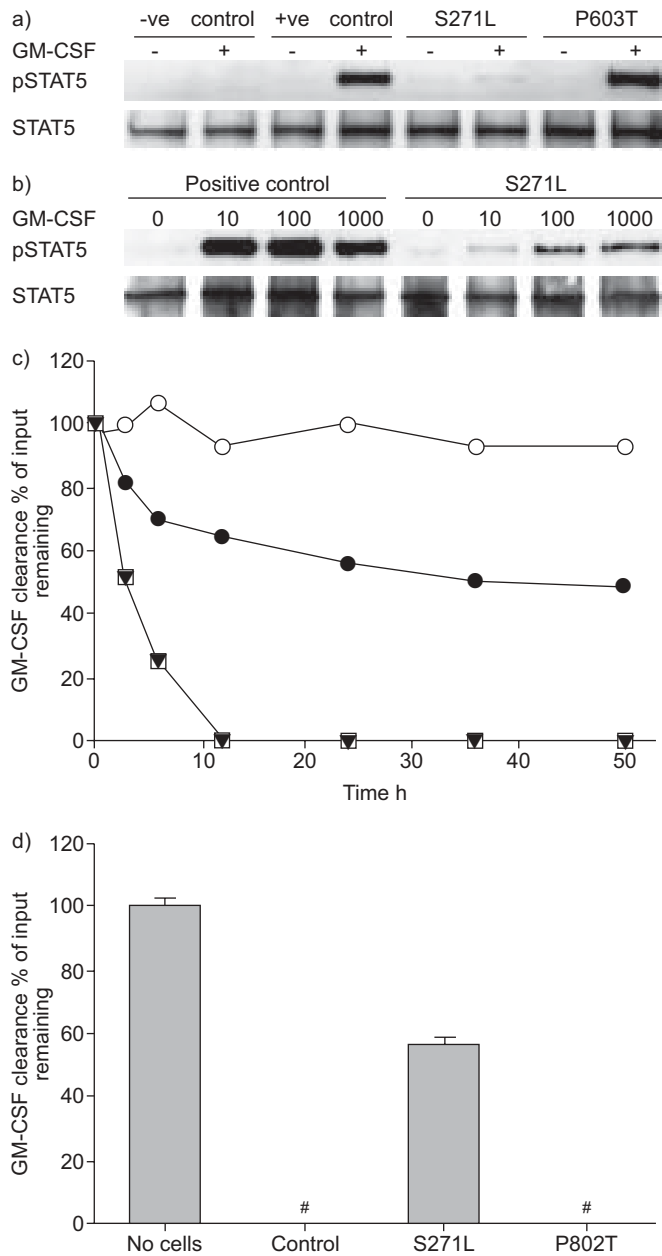 a) -ve control +ve control S271L P603T
GM-CSF - + - + - + - +
pSTAT5
STAT5
b) Positive control S271L
GM-CSF 0 10 100 1000 0 10 100 1000
pSTAT5
STAT5
c)
GM-CSF clearance % of input
remaining
120
100
80
60
40
20
0
0 10 20 30 40 50
Time h
d)
GM-CSF clearance % of input
remaining
120
100
80
60
40
20
0
# #
No cells Control S271L P802T